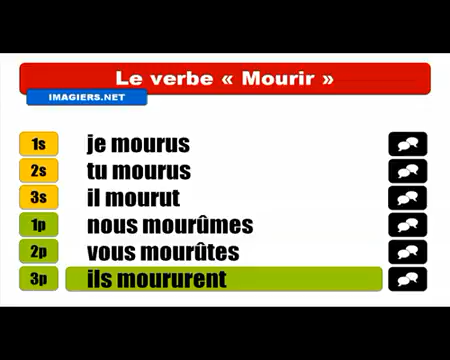 Le verbe « Mourir »
IMAGIERS.NET
1s je mourus
2s tu mourus
3s il mourut
1p nous mourûmes
2p vous mourûtes
3p ils moururent